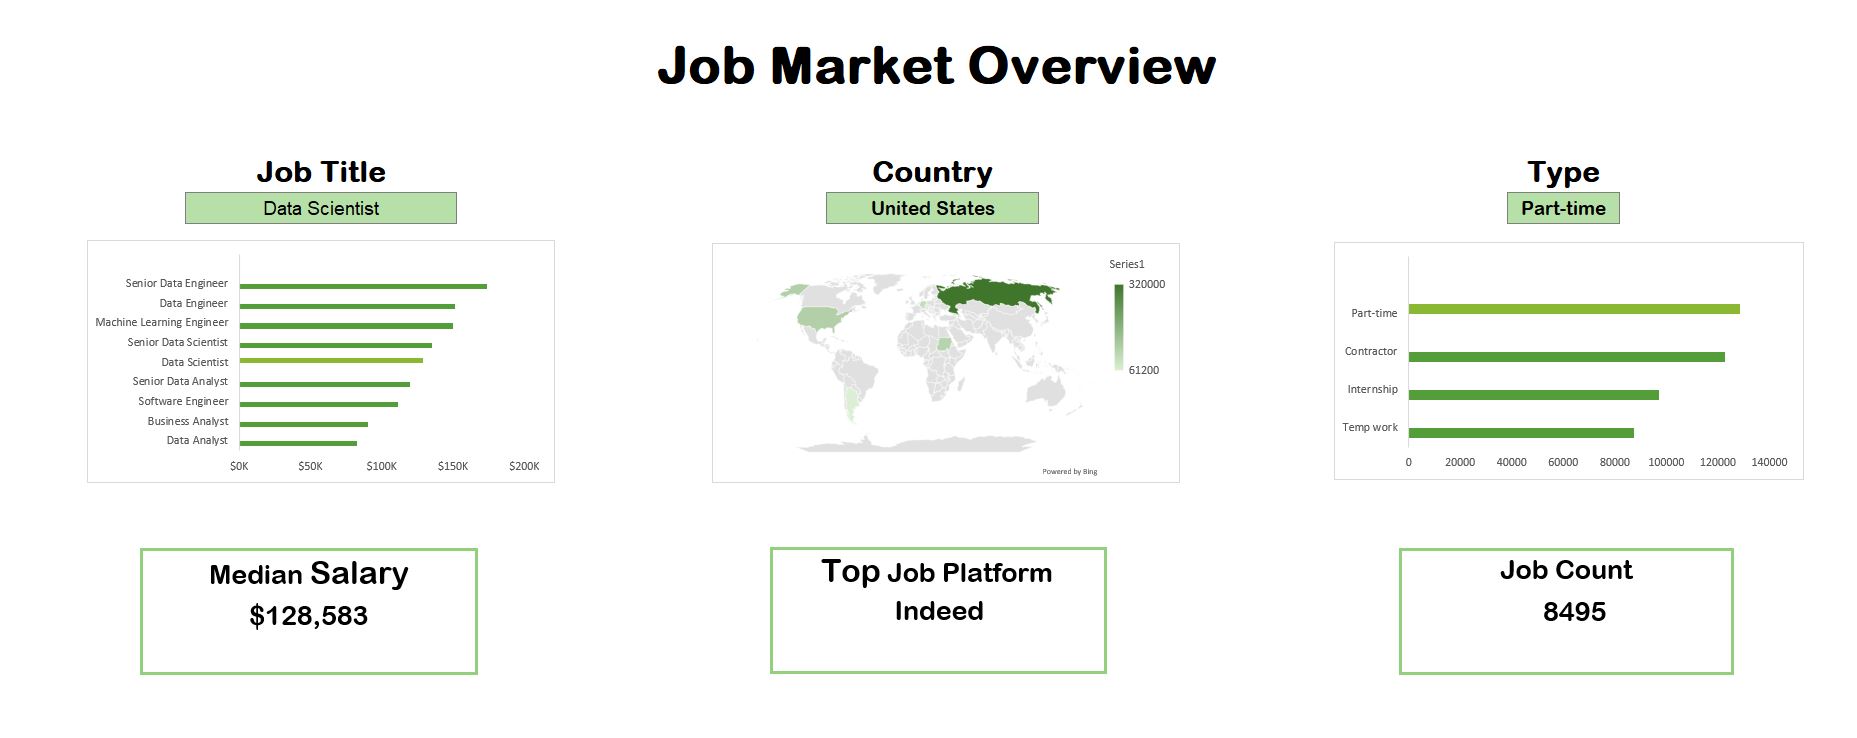 Job Market Overview
Job Title
Data Scientist
Senior Data Engineer
Data Engineer
Machine Learning Engineer
Senior Data Scientist
Data Scientist
Senior Data Analyst
Software Engineer
Business Analyst
Data Analyst
$0K $50K $100K $150K $200K
Country
United States
Series1
320000
61200
Powered by Bing
Type
Part-time
Part-time
Contractor
Internship
Temp work
0 20000 40000 60000 80000 100000 120000 140000
Median Salary
$128,583
Top Job Platform
Indeed
Job Count
8495